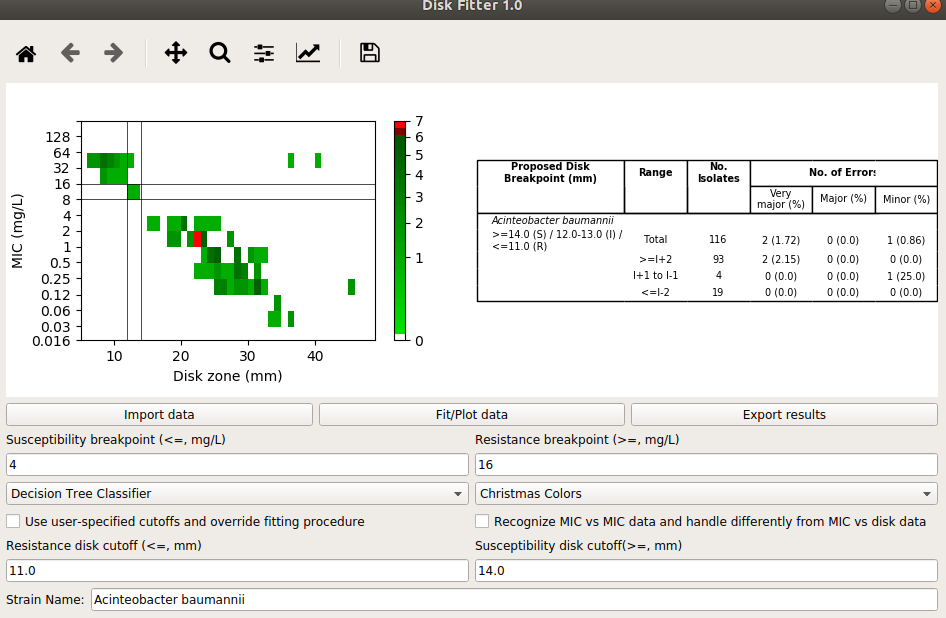 Disk Fitter 1.0
128
64
32
16
8
4
2
1
0.5
0.25
0.12
0.06
0.03
0.016
MIC (mg/L)
10 20 30 40
Disk zone (mm)
7
6
5
4
3
2
1
0
Proposed Disk Breakpoint (mm) Range No. Isolates No. of Errors
Very major (%) Major (%) Minor (%)
Acinteobacter baumannii
>=14.0 (S) / 12.0-13.0 (I) /
<=11.0 (R) Total 116 2 (1.72) 0 (0.0) 1 (0.86)
>=I+2 93 2 (2.15) 0 (0.0) 0 (0.0)
I+1 to I-1 4 0 (0.0) 0 (0.0) 1 (25.0)
<=I-2 19 0 (0.0) 0 (0.0) 0 (0.0)
Import data Fit/Plot data Export results
Susceptibility breakpoint (<=, mg/L) Resistance breakpoint (>=, mg/L)
4 16
Decision Tree Classifier Christmas Colors
Use user-specified cutoffs and override fitting procedure Recognize MIC vs MIC data and handle differently from MIC vs disk data
Resistance disk cutoff (<=, mm) Susceptibility disk cutoff(>=, mm)
11.0 14.0
Strain Name: Acinteobacter baumannii